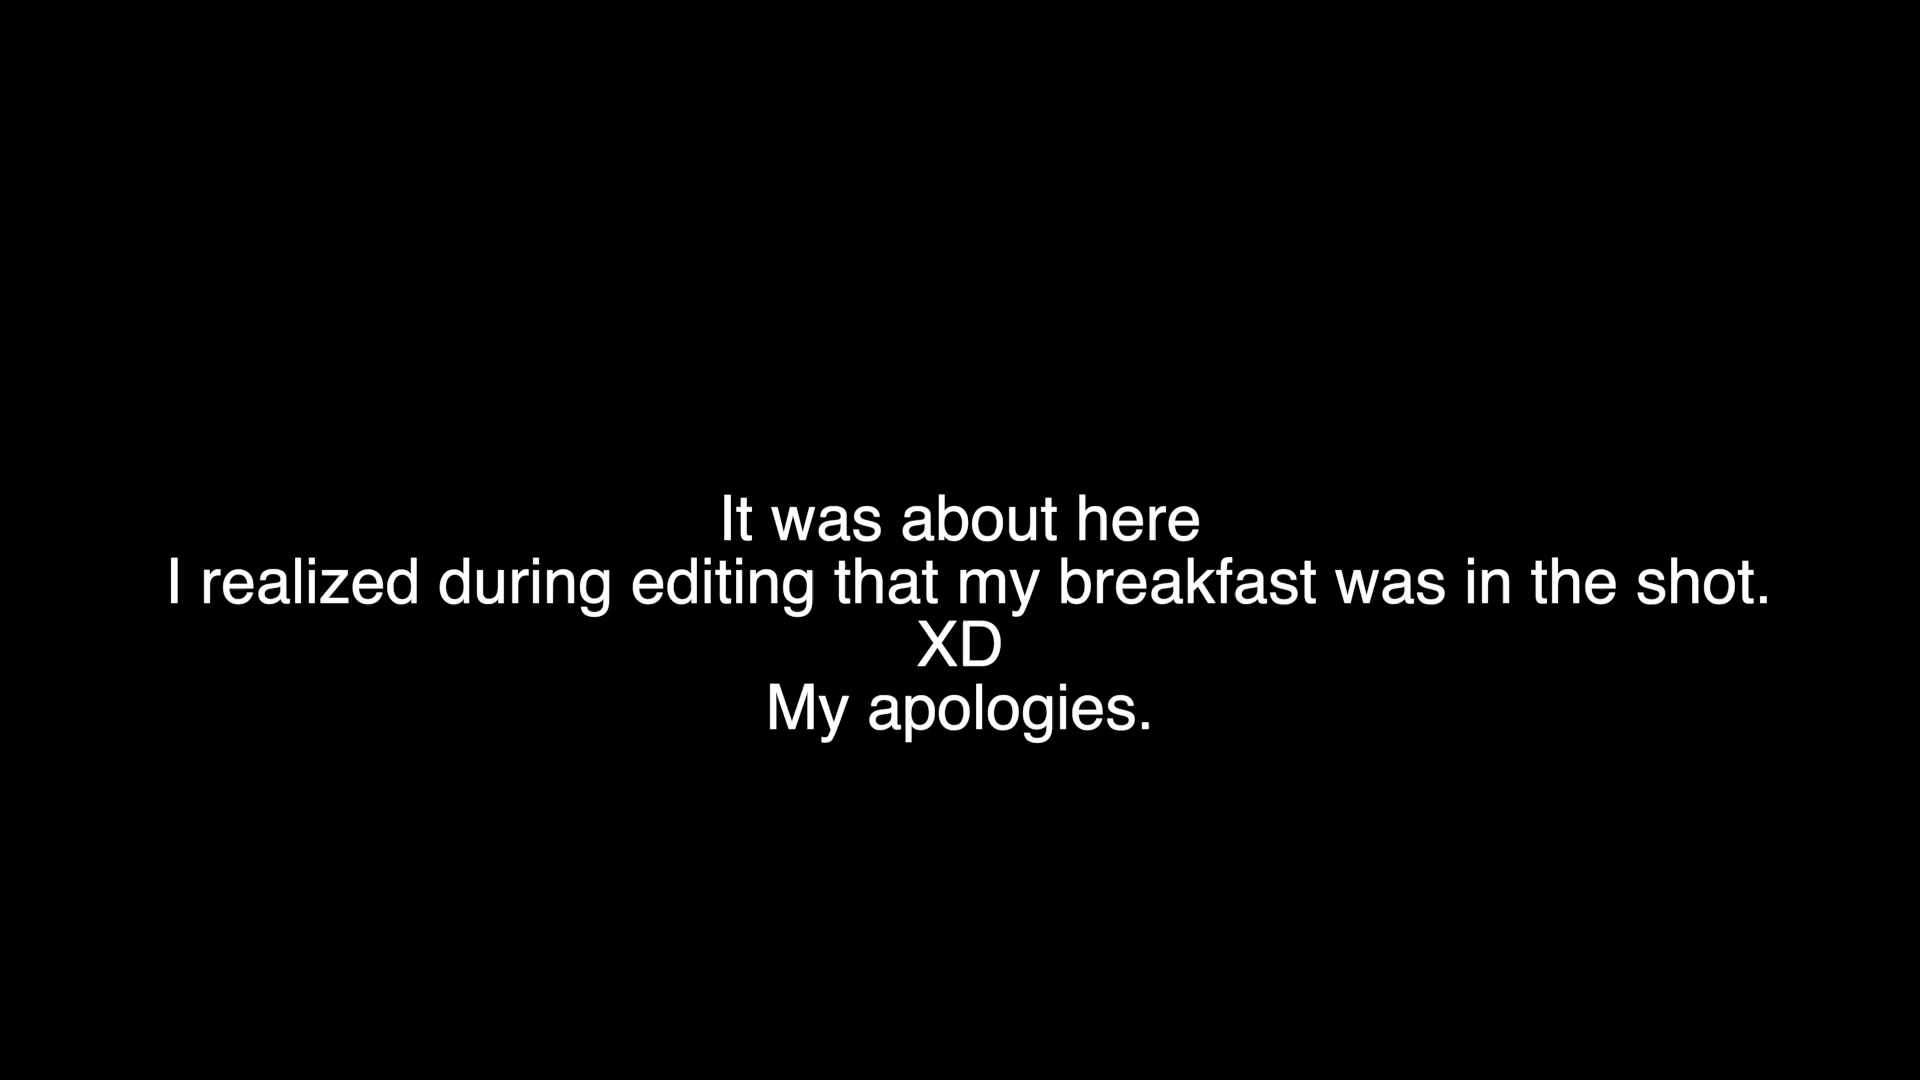 It was about here
I realized during editing that my breakfast was in the shot.
XD
My apologies.